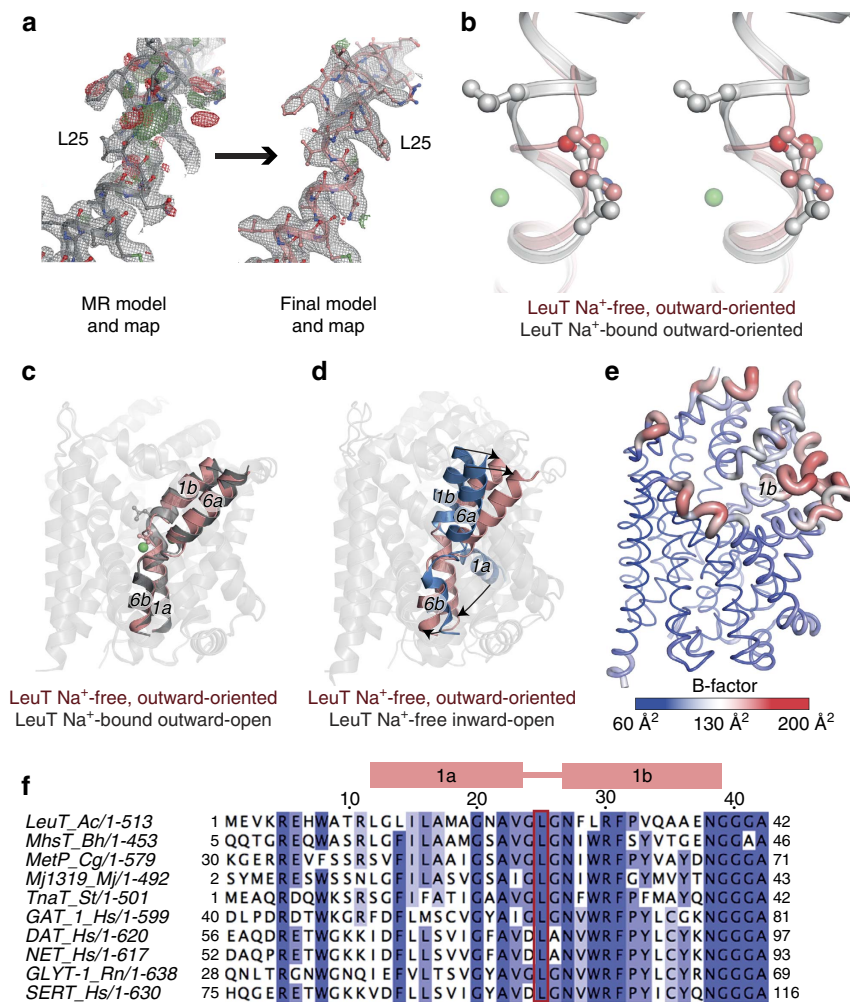 a
L25
L25
MR model
and map
Final model
and map
b
LeuT Na⁺-free, outward-oriented
LeuT Na⁺-bound outward-oriented
c
1b
6a
6b
1a
LeuT Na⁺-free, outward-oriented
LeuT Na⁺-bound outward-open
d
1b
6a
1a
6b
LeuT Na⁺-free, outward-oriented
LeuT Na⁺-free inward-open
e
1b
B-factor
60 Å² 130 Å² 200 Å²
f
1a 1b
10 20 30 40
LeuT_Ac/1-513 1 MEVKREHWATRLGLILAMAGNAVGLGNFLRFPVQAAENGGGA 42
MhsT_Bh/1-453 5 QQTGREQWASRLGFILAAMGSAVGLGNIWRFSYVTGENGGAA 46
MetP_Cg/1-579 30 KGERREVFSSRSVFILAAIGSAVGLGNIWRFPYVAYDNGGGA 71
Mj1319_Mj/1-492 2 SYMERESWSSNLGFILASVGSAIGLGNIWRFGYMVYTNGGGA 43
TnaT_St/1-501 1 MEAQRDQWKSRSGFIFATIGAAVGLGNFWRFPFMAYQNGGGA 42
GAT_1_Hs/1-599 40 DLPDRDTWKGRFDFLMSCVGYAIGLGNVWRFPYLCGKNGGGA 81
DAT_Hs/1-620 56 EAQDRETWGKKIDFLLSVIGFAVDLANVWRFPYLCYKNGGGA 97
NET_Hs/1-617 52 DAQPRETWGKKIDFLLSVVGFAVDLANVWRFPYLCYKNGGGA 93
GLYT-1_Rn/1-638 28 QNLTRGNWGNQIEFVLTSVGYAVGLGNVWRFPYLCYRNGGGA 69
SERT_Hs/1-630 75 HQGERETWGKKVDFLLSVIGYAVDLGNVWRFPYICYQNGGGA 116